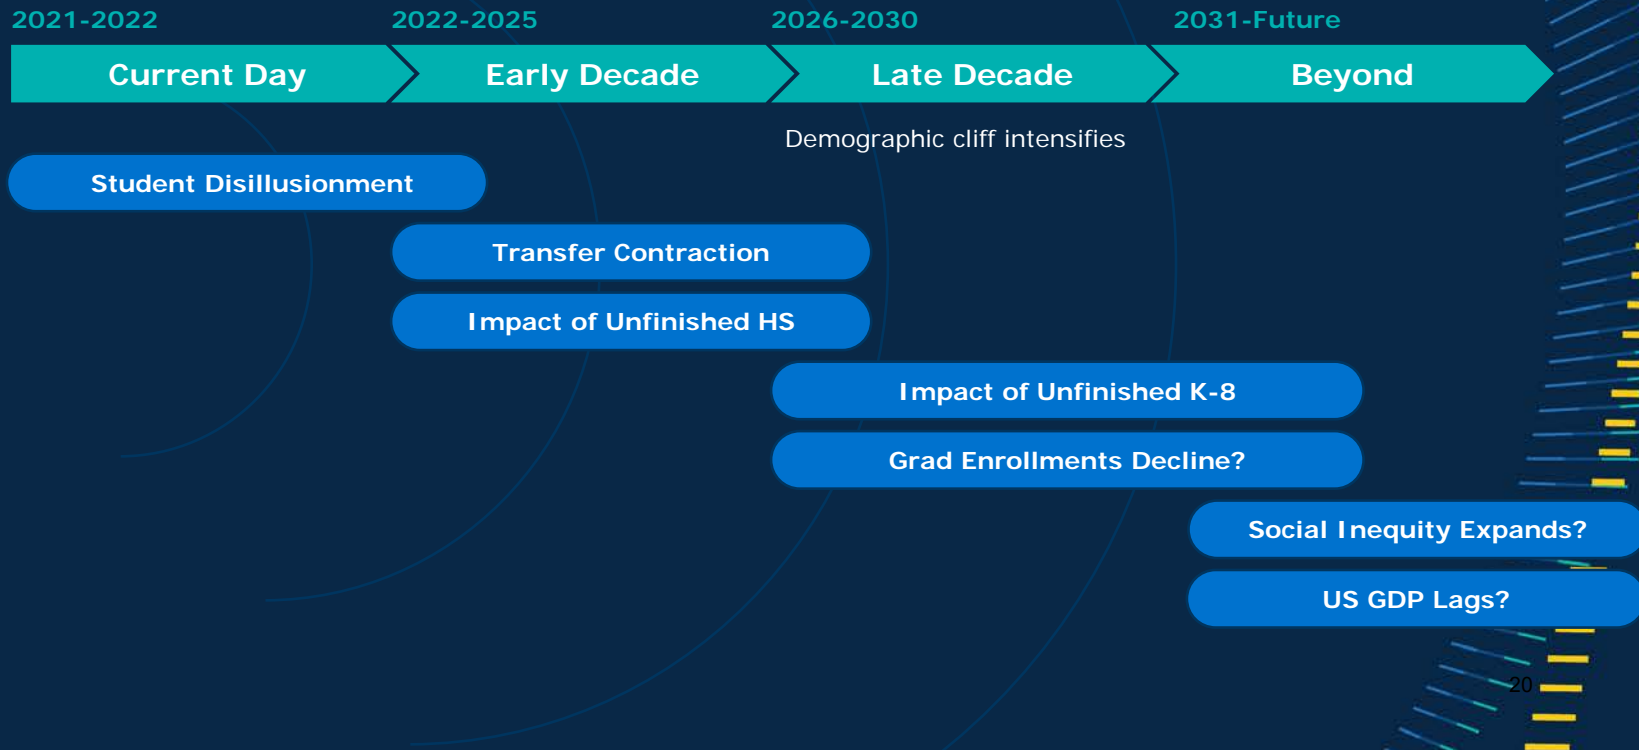 2021-2022
2022-2025
2026-2030
2031-Future
Current Day
Early Decade
Late Decade
Beyond
Demographic cliff intensifies
Student Disillusionment
Transfer Contraction
Impact of Unfinished HS
Impact of Unfinished K-8
Grad Enrollments Decline?
Social Inequity Expands?
US GDP Lags?
20